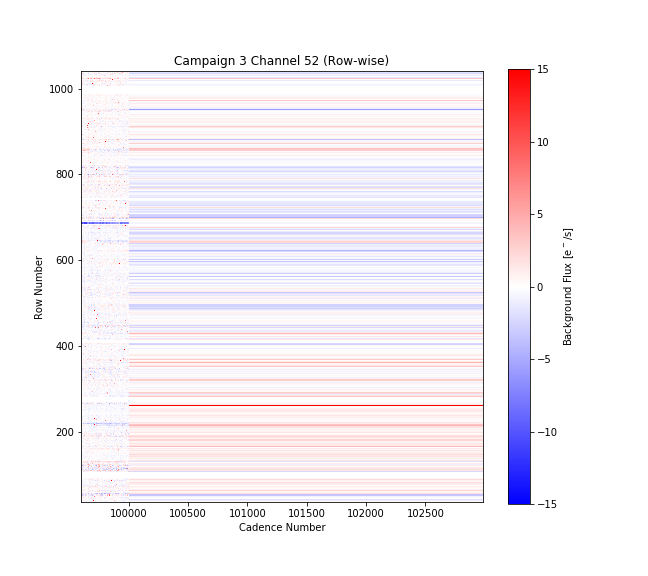 Campaign 3 Channel 52 (Row-wise)
1000
800
600
400
200
Row Number
100000 100500 101000 101500 102000 102500
Cadence Number
15
10
5
0
−5
−10
−15
Background Flux [e⁻/s]